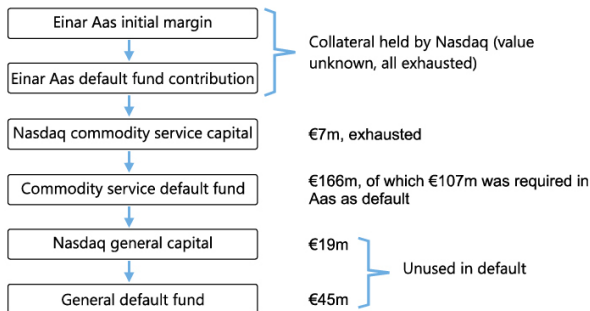 Einar Aas initial margin
Collateral held by Nasdaq (value
unknown, all exhausted)
Einar Aas default fund contribution
Nasdaq commodity service capital
€7m, exhausted
Commodity service default fund
€166m, of which €107m was required in
Aas as default
Nasdaq general capital
€19m
Unused in default
General default fund
€45m